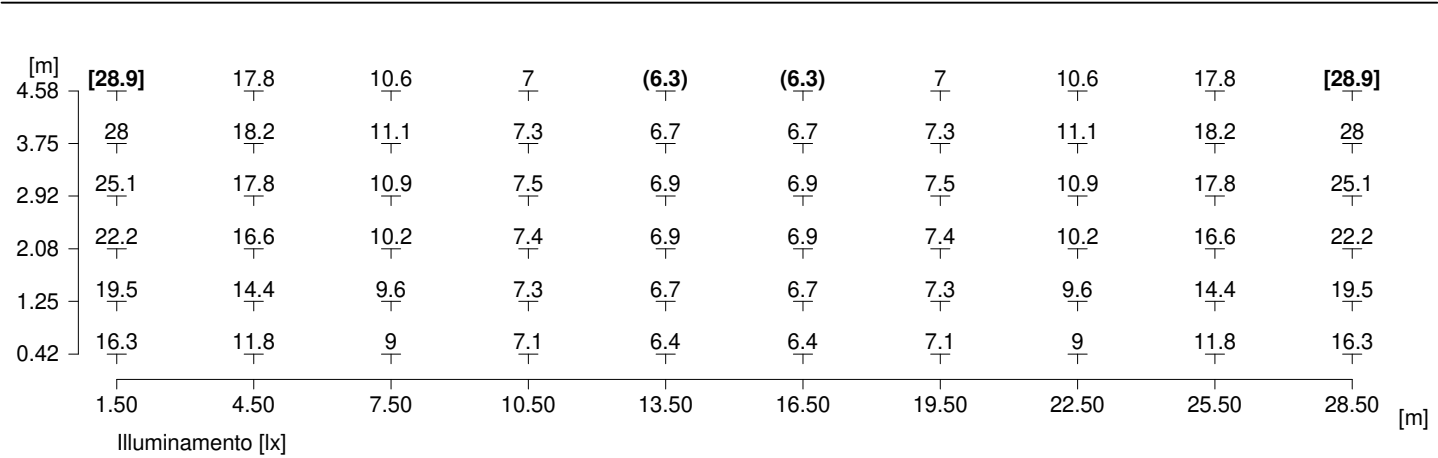 [m]
4.58 [28.9] 17.8 10.6 7 (6.3) (6.3) 7 10.6 17.8 [28.9]
3.75 28 18.2 11.1 7.3 6.7 6.7 7.3 11.1 18.2 28
2.92 25.1 17.8 10.9 7.5 6.9 6.9 7.5 10.9 17.8 25.1
2.08 22.2 16.6 10.2 7.4 6.9 6.9 7.4 10.2 16.6 22.2
1.25 19.5 14.4 9.6 7.3 6.7 6.7 7.3 9.6 14.4 19.5
0.42 16.3 11.8 9 7.1 6.4 6.4 7.1 9 11.8 16.3
1.50 4.50 7.50 10.50 13.50 16.50 19.50 22.50 25.50 28.50 [m]
Illuminamento [lx]